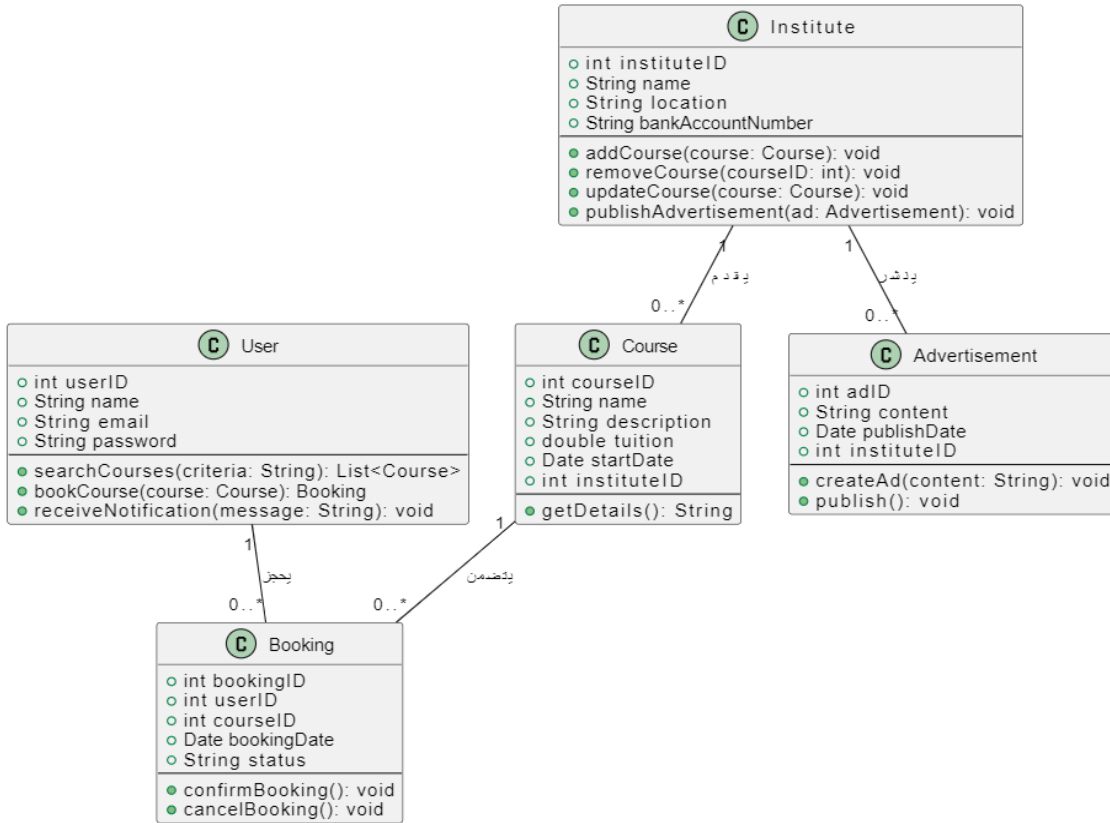 C Institute
int instituteID
String name
String location
String bankAccountNumber
addCourse(course: Course): void
removeCourse(courseID: int): void
updateCourse(course: Course): void
publishAdvertisement(ad: Advertisement): void
1
1
يقدم
ينشر
0..*
0..*
C User
int userID
String name
String email
String password
searchCourses(criteria: String): List<Course>
bookCourse(course: Course): Booking
receiveNotification(message: String): void
C Course
int courseID
String name
String description
double tuition
Date startDate
int instituteID
getDetails(): String
C Advertisement
int adID
String content
Date publishDate
int instituteID
createAd(content: String): void
publish(): void
1
1
يحجز
يتضمن
0..*
0..*
C Booking
int bookingID
int userID
int courseID
Date bookingDate
String status
confirmBooking(): void
cancelBooking(): void